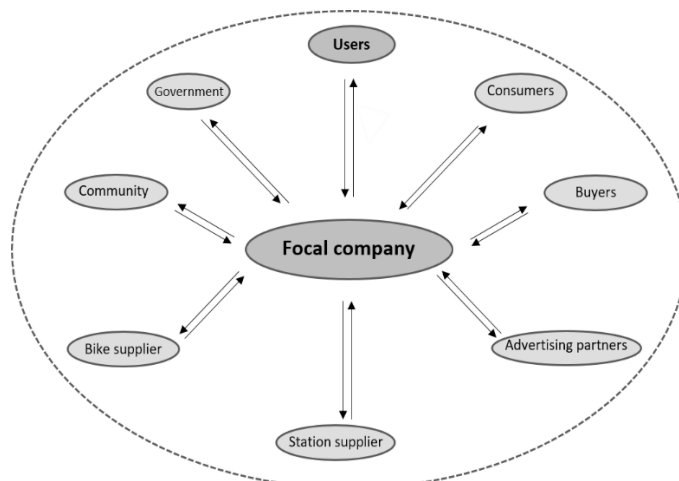 Users
Government
Consumers
Community
Buyers
Focal company
Bike supplier
Advertising partners
Station supplier